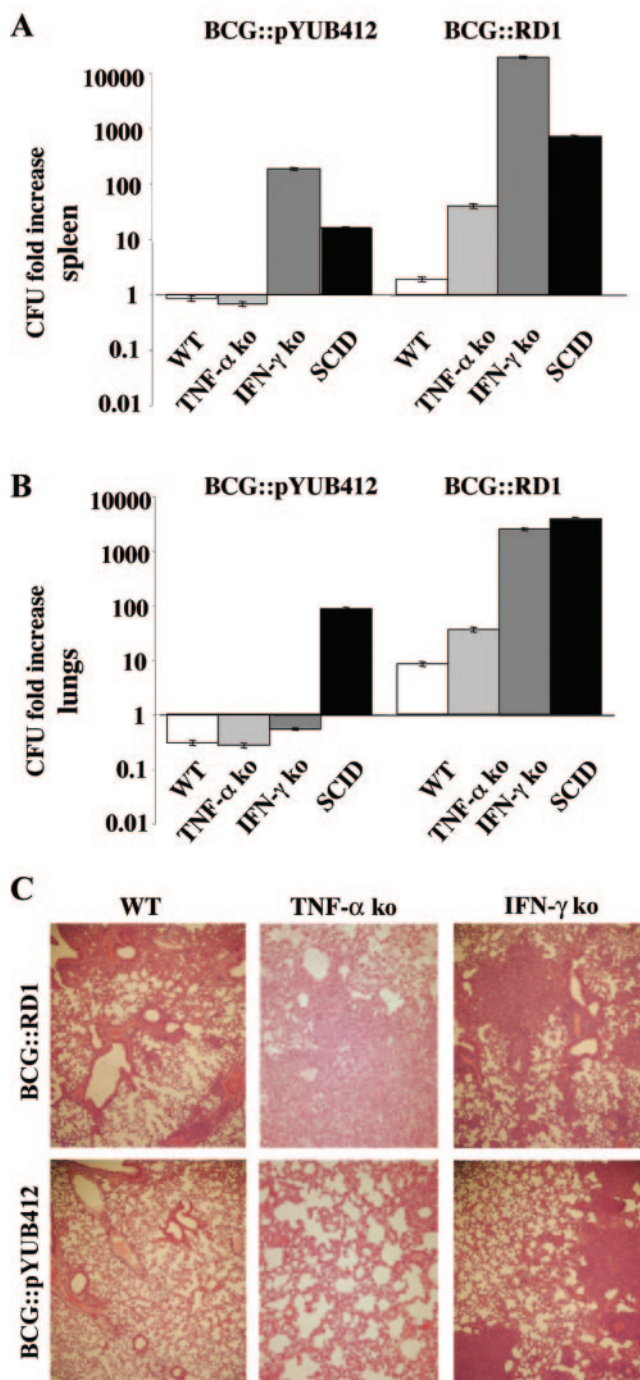 A
BCG::pYUB412 BCG::RD1
CFU fold increase
spleen
10000
1000
100
10
1
0.1
0.01
WT
TNF-α ko
IFN-γ ko
SCID
WT
TNF-α ko
IFN-γ ko
SCID
B
BCG::pYUB412 BCG::RD1
CFU fold increase
lungs
10000
1000
100
10
1
0.1
0.01
WT
TNF-α ko
IFN-γ ko
SCID
WT
TNF-α ko
IFN-γ ko
SCID
C
WT TNF-α ko IFN-γ ko
BCG::RD1
BCG::pYUB412